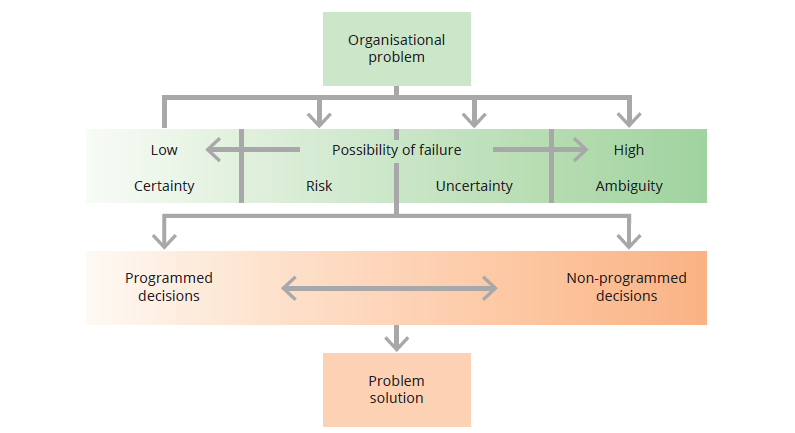 Organisational
problem
Low
Possibility of failure
High
Certainty
Risk
Uncertainty
Ambiguity
Programmed
decisions
Non-programmed
decisions
Problem
solution